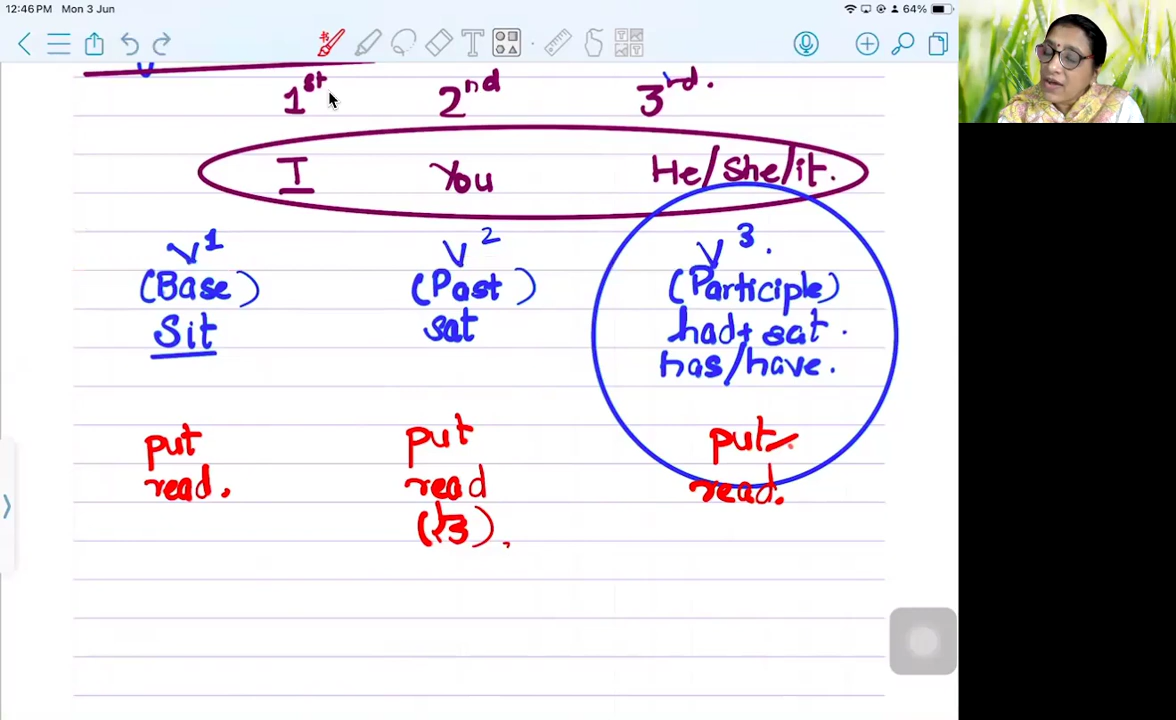 12:46 PM Mon 3 Jun 64%
1st 2nd 3rd.
I You He/She/it.
V1 V2 V3.
(Base) (Past) (Participle)
Sit sat had + sat.
has/have.
put put put
read. read read.